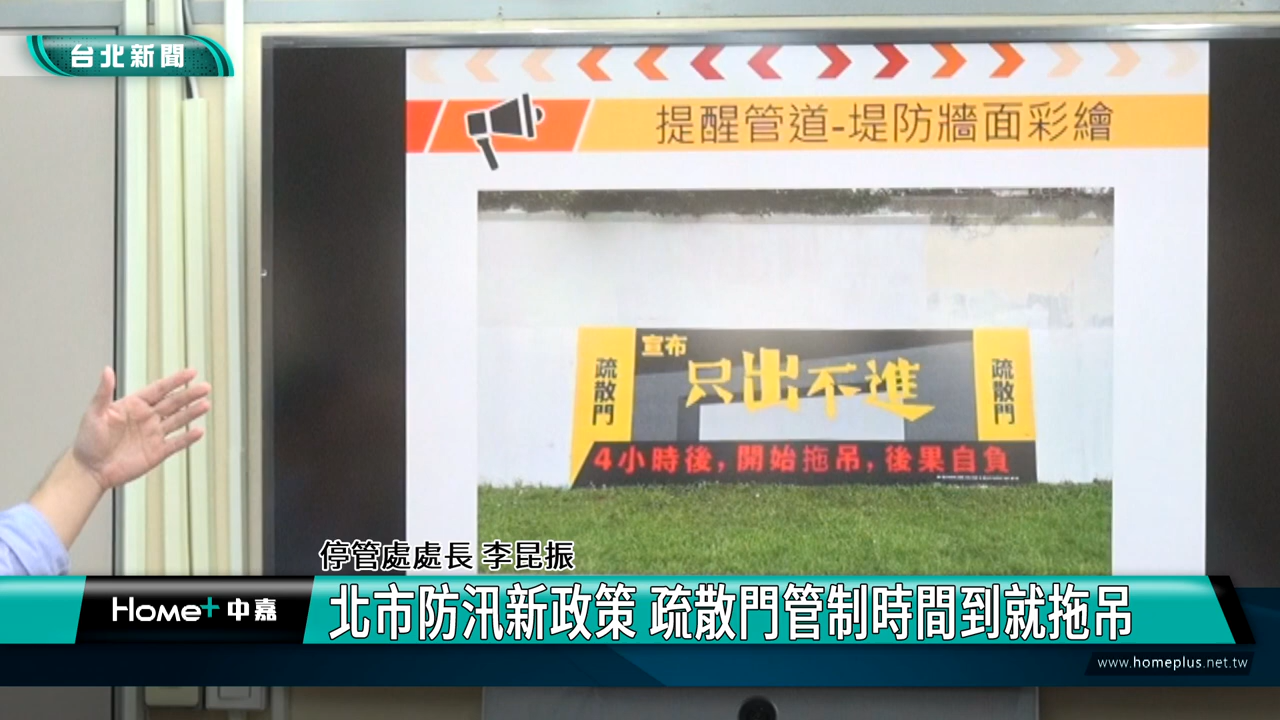 台北新聞
提醒管道-堤防牆面彩繪
宣布
只出不進
疏散門
疏散門
4小時後,開始拖吊,後果自負
停管處處長 李昆振
Home+中嘉
北市防汛新政策 疏散門管制時間到就拖吊
www.homeplus.net.tw